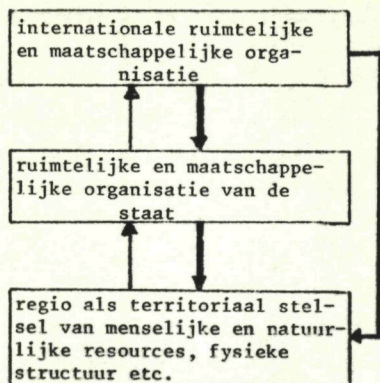 internationale ruimtelijke
en maatschappelijke orga-
nisatie
ruimtelijke en maatschappe-
lijke organisatie van de
staat
regio als territoriaal stel-
sel van menselijke en natuur-
lijke resources, fysieke
structuur etc.